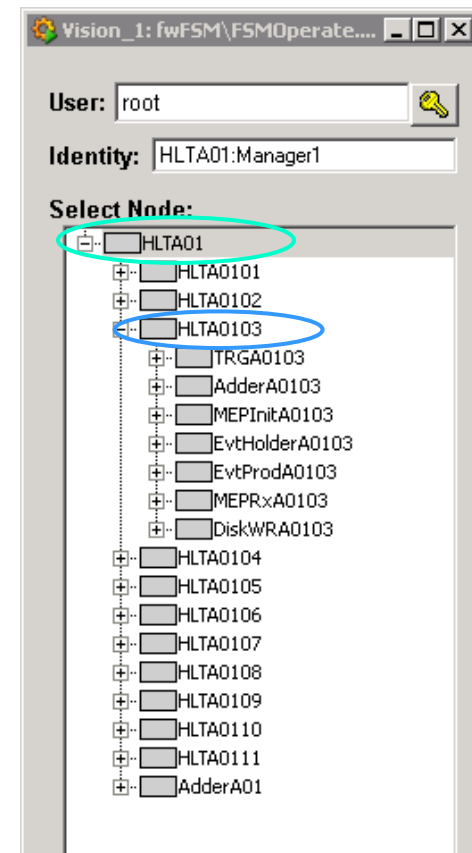 Vision_1: fwFSM\FSMOperate....
User: root
Identity: HLTA01:Manager1
Select Node:
HLTA01
HLTA0101
HLTA0102
HLTA0103
TRGA0103
AdderA0103
MEPInitA0103
EvtHolderA0103
EvtProdA0103
MEPRxA0103
DiskWRA0103
HLTA0104
HLTA0105
HLTA0106
HLTA0107
HLTA0108
HLTA0109
HLTA0110
HLTA0111
AdderA01